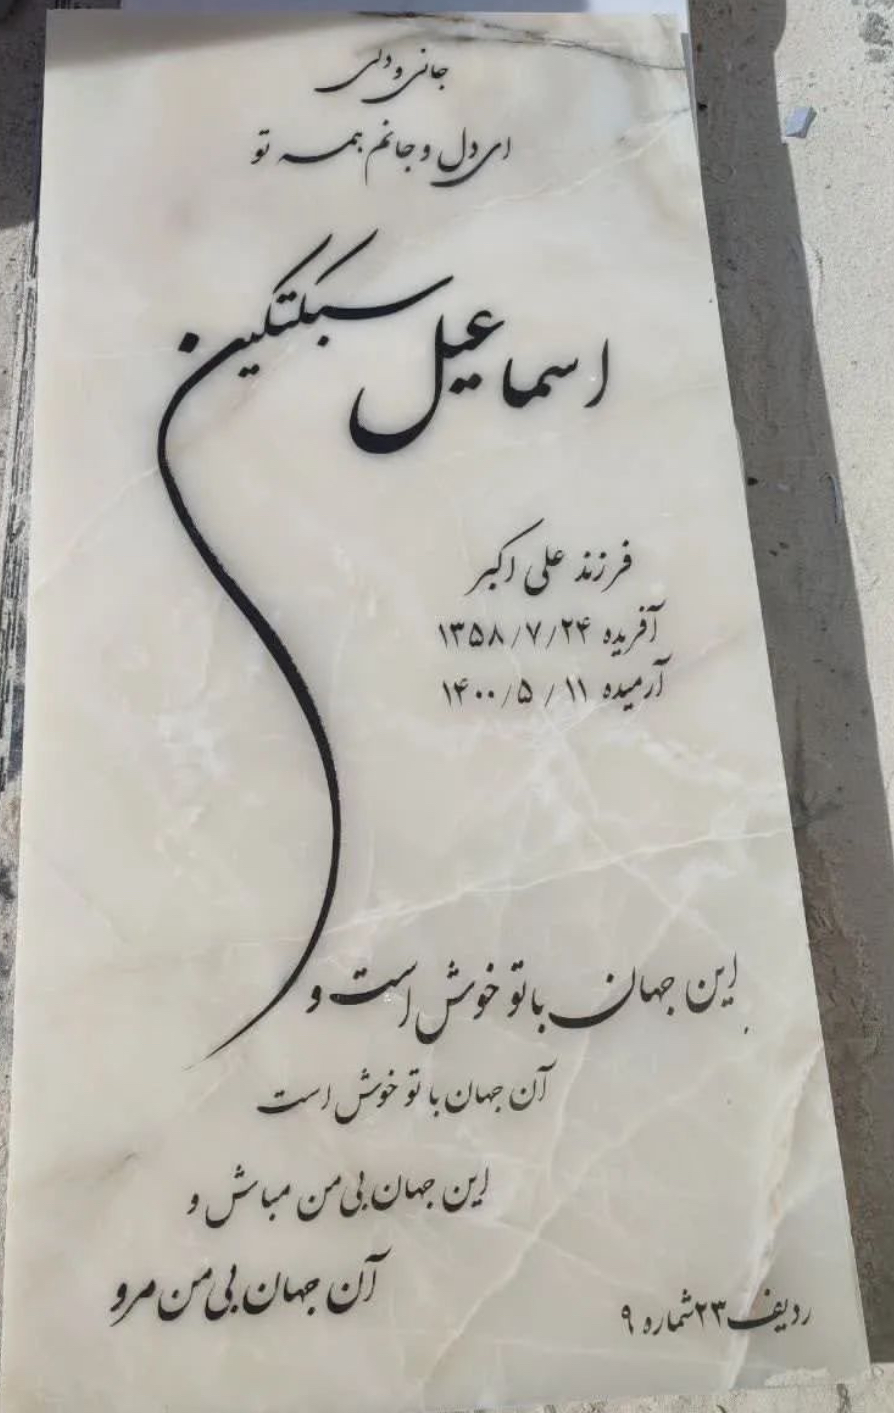 جانی و دلی
ای دل و جانم همه تو
اسماعیل سبکتکین
فرزند علی اکبر
آفریده ۱۳۵۸/۷/۲۴
آرمیده ۱۴۰۰/۵/۱۱
این جهان با تو خوش است و
آن جهان با تو خوش است
این جهان بی من مباش و
آن جهان بی من مرو
ردیف ۲۳ شماره ۹